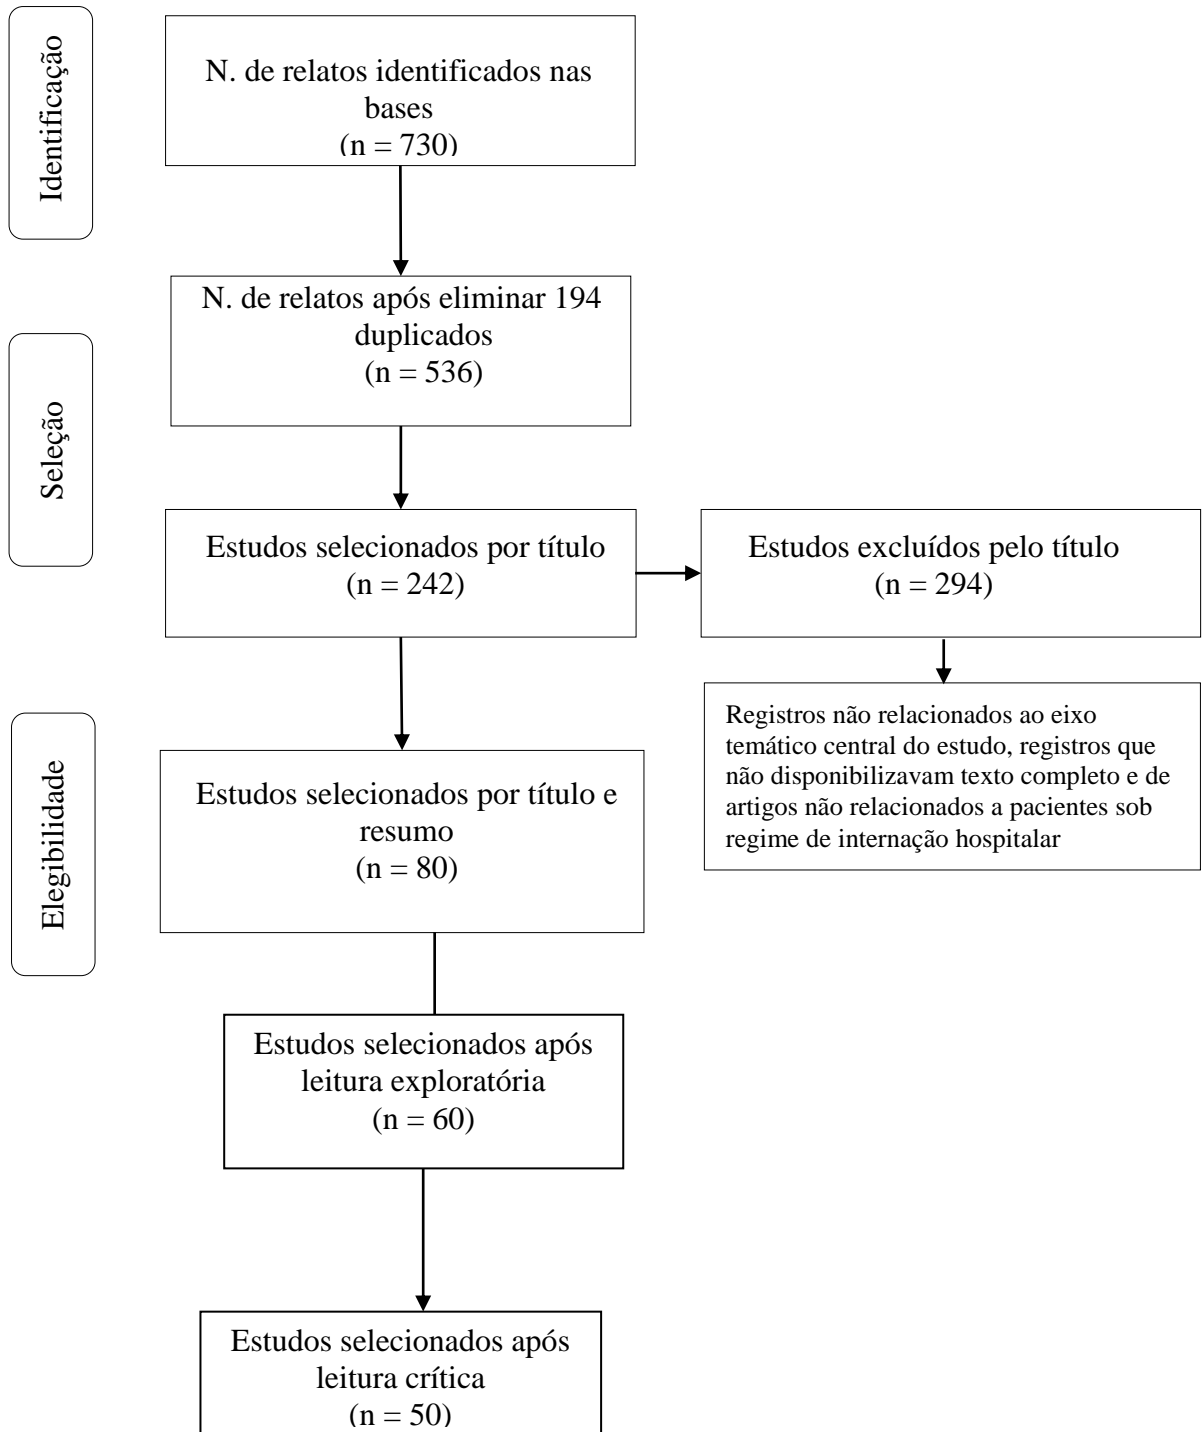 Identificação
N. de relatos identificados nas
bases
(n = 730)
Seleção
N. de relatos após eliminar 194
duplicados
(n = 536)
Estudos selecionados por título
(n = 242)
Estudos excluídos pelo título
(n = 294)
Registros não relacionados ao eixo
temático central do estudo, registros que
não disponibilizavam texto completo e de
artigos não relacionados a pacientes sob
regime de internação hospitalar
Elegibilidade
Estudos selecionados por título e
resumo
(n = 80)
Estudos selecionados após
leitura exploratória
(n = 60)
Estudos selecionados após
leitura crítica
(n = 50)